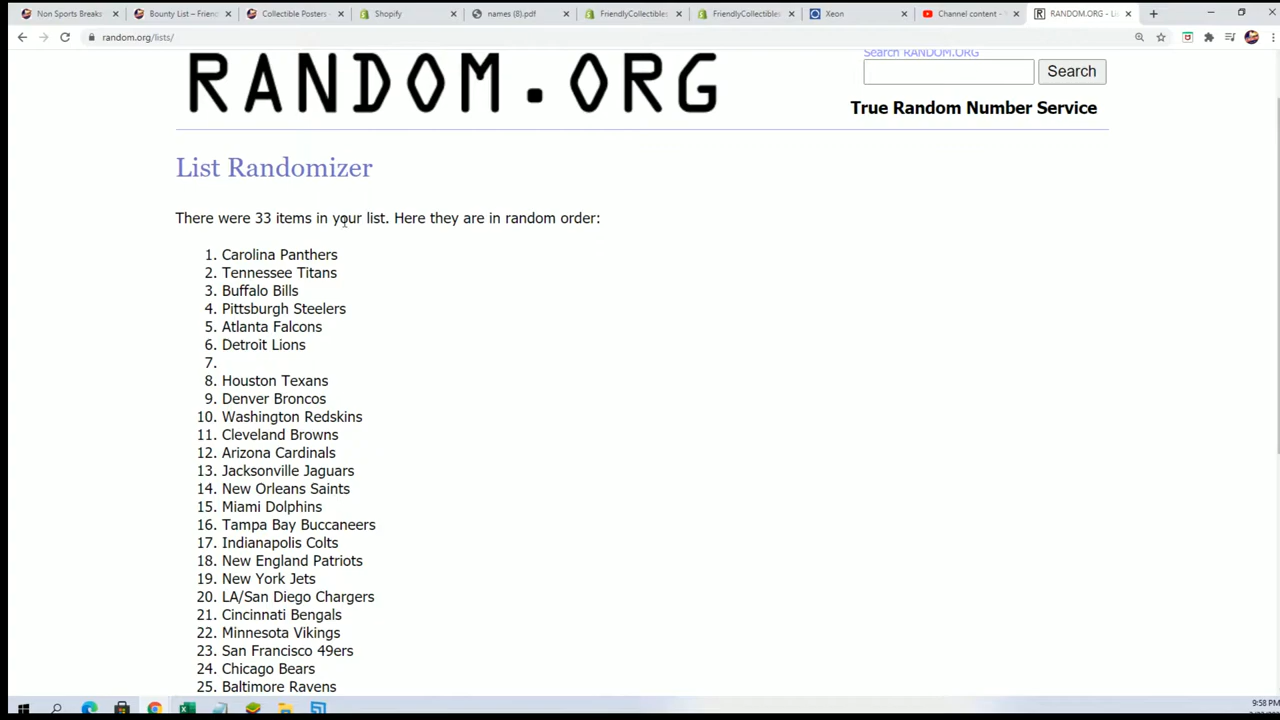 Non Sports Breaks
Bounty List – Frien
Collectible Posters -
Shopify
names (8).pdf
FriendlyCollectibles
FriendlyCollectibles
Xeon
Channel content -
RANDOM.ORG - Li
random.org/lists/
RANDOM.ORG
Search RANDOM.ORG
Search
True Random Number Service
List Randomizer
There were 33 items in your list. Here they are in random order:
1. Carolina Panthers
2. Tennessee Titans
3. Buffalo Bills
4. Pittsburgh Steelers
5. Atlanta Falcons
6. Detroit Lions
7.
8. Houston Texans
9. Denver Broncos
10. Washington Redskins
11. Cleveland Browns
12. Arizona Cardinals
13. Jacksonville Jaguars
14. New Orleans Saints
15. Miami Dolphins
16. Tampa Bay Buccaneers
17. Indianapolis Colts
18. New England Patriots
19. New York Jets
20. LA/San Diego Chargers
21. Cincinnati Bengals
22. Minnesota Vikings
23. San Francisco 49ers
24. Chicago Bears
25. Baltimore Ravens
9:58 PM